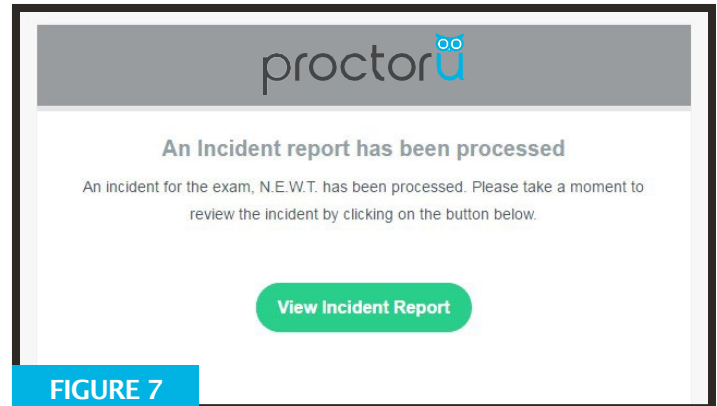 proctoru
An Incident report has been processed
An incident for the exam, N.E.W.T. has been processed. Please take a moment to
review the incident by clicking on the button below.
View Incident Report
FIGURE 7